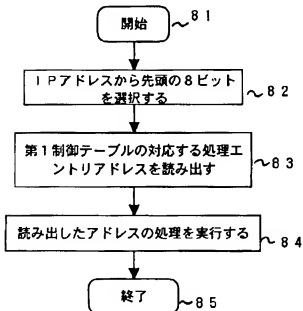 開始
81
IPアドレスから先頭の8ビット
を選択する
82
第1制御テーブルの対応する処理エ
ントリアドレスを読み出す
83
読み出したアドレスの処理を実行する
84
終了
85